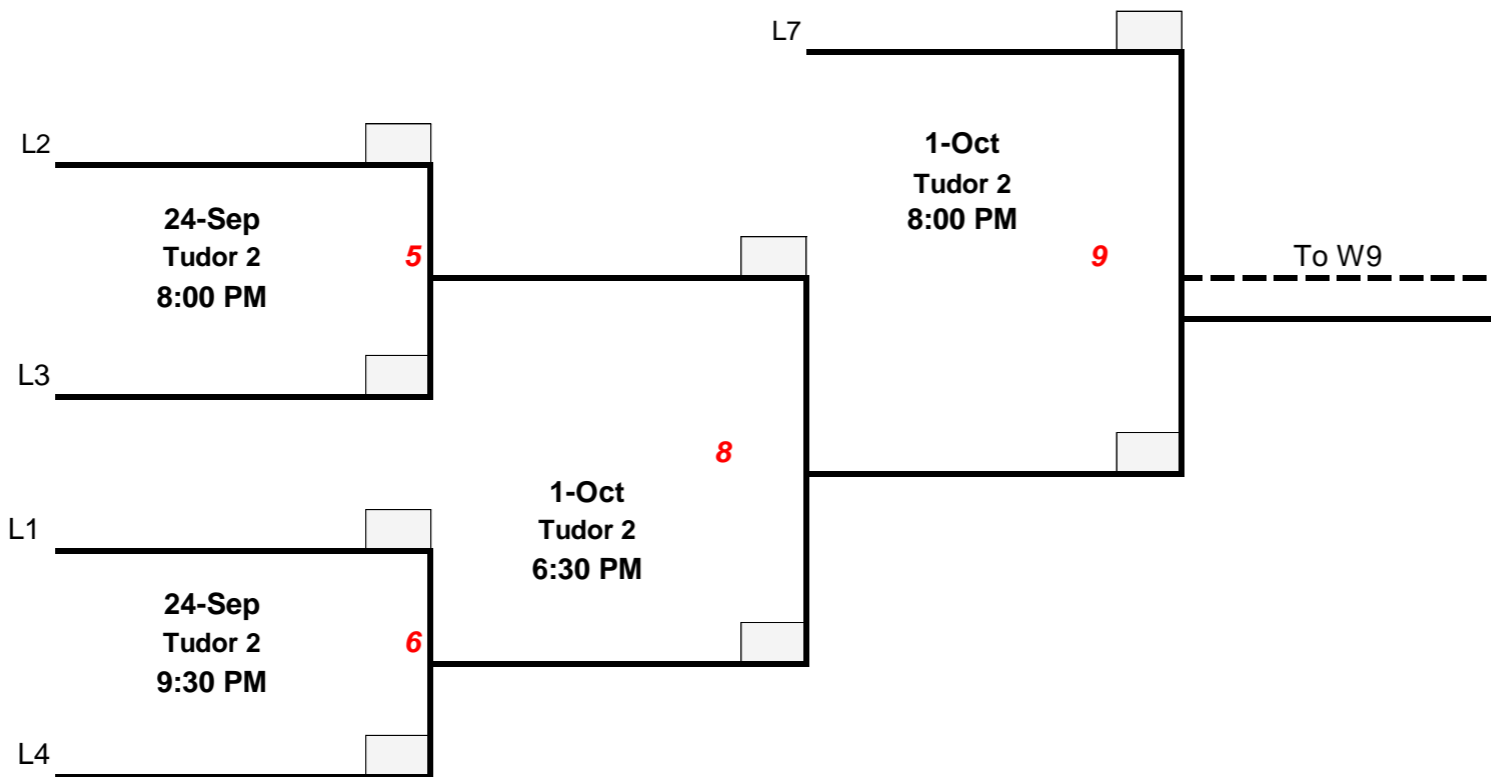 L7
L2
1-Oct
Tudor 2
8:00 PM
24-Sep
Tudor 2
8:00 PM
5
9
To W9
L3
8
1-Oct
Tudor 2
6:30 PM
L1
24-Sep
Tudor 2
9:30 PM
6
L4